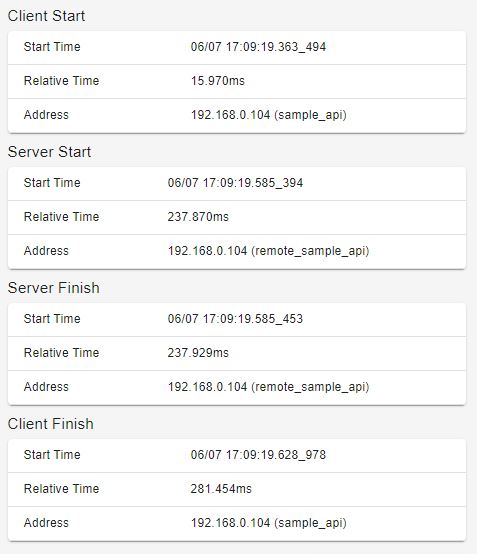 Client Start
Start Time 06/07 17:09:19.363_494
Relative Time 15.970ms
Address 192.168.0.104 (sample_api)
Server Start
Start Time 06/07 17:09:19.585_394
Relative Time 237.870ms
Address 192.168.0.104 (remote_sample_api)
Server Finish
Start Time 06/07 17:09:19.585_453
Relative Time 237.929ms
Address 192.168.0.104 (remote_sample_api)
Client Finish
Start Time 06/07 17:09:19.628_978
Relative Time 281.454ms
Address 192.168.0.104 (sample_api)